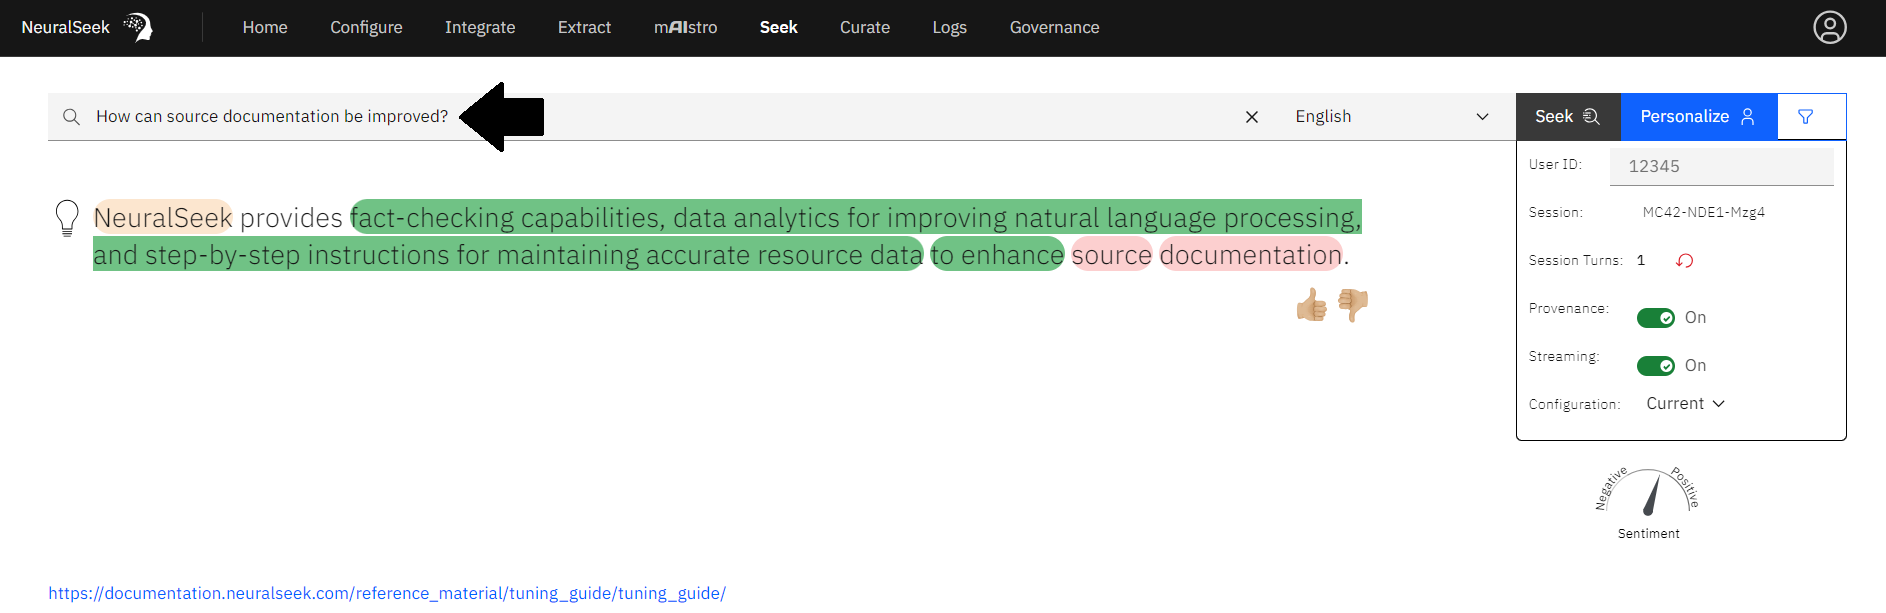 NeuralSeek Home Configure Integrate Extract mAIstro Seek Curate Logs Governance
How can source documentation be improved? English Seek Personalize
User ID: 12345
NeuralSeek provides fact-checking capabilities, data analytics for improving natural language processing,
and step-by-step instructions for maintaining accurate resource data to enhance source documentation.
Session: MC42-NDE1-Mzg4
Session Turns: 1
Provenance: On
Streaming: On
Configuration: Current
Negative Positive
Sentiment
https://documentation.neuralseek.com/reference_material/tuning_guide/tuning_guide/